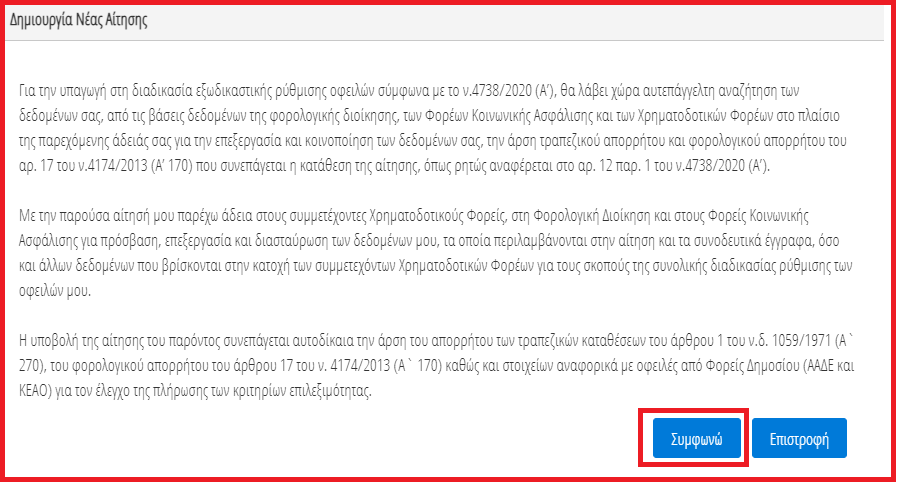 Δημιουργία Νέας Αίτησης
Για την υπαγωγή στη διαδικασία εξωδικαστικής ρύθμισης οφειλών σύμφωνα με το ν.4738/2020 (Α’), θα λάβει χώρα αυτεπάγγελτη αναζήτηση των
δεδομένων σας, από τις βάσεις δεδομένων της φορολογικής διοίκησης, των Φορέων Κοινωνικής Ασφάλισης και των Χρηματοδοτικών Φορέων στο πλαίσιο
της παρεχόμενης άδειάς σας για την επεξεργασία και κοινοποίηση των δεδομένων σας, την άρση τραπεζικού απορρήτου και φορολογικού απορρήτου του
αρ. 17 του ν.4174/2013 (Α’ 170) που συνεπάγεται η κατάθεση της αίτησης, όπως ρητώς αναφέρεται στο αρ. 12 παρ. 1 του ν.4738/2020 (Α’).
Με την παρούσα αίτησή μου παρέχω άδεια στους συμμετέχοντες Χρηματοδοτικούς Φορείς, στη Φορολογική Διοίκηση και στους Φορείς Κοινωνικής
Ασφάλισης για πρόσβαση, επεξεργασία και διασταύρωση των δεδομένων μου, τα οποία περιλαμβάνονται στην αίτηση και τα συνοδευτικά έγγραφα, όσο
και άλλων δεδομένων που βρίσκονται στην κατοχή των συμμετεχόντων Χρηματοδοτικών Φορέων για τους σκοπούς της συνολικής διαδικασίας ρύθμισης των
οφειλών μου.
Η υποβολή της αίτησης του παρόντος συνεπάγεται αυτοδίκαια την άρση του απορρήτου των τραπεζικών καταθέσεων του άρθρου 1 του ν.δ. 1059/1971 (Α`
270), του φορολογικού απορρήτου του άρθρου 17 του ν. 4174/2013 (Α` 170) καθώς και στοιχείων αναφορικά με οφειλές από Φορείς Δημοσίου (ΑΑΔΕ και
ΚΕΑΟ) για τον έλεγχο της πλήρωσης των κριτηρίων επιλεξιμότητας.
Συμφωνώ Επιστροφή